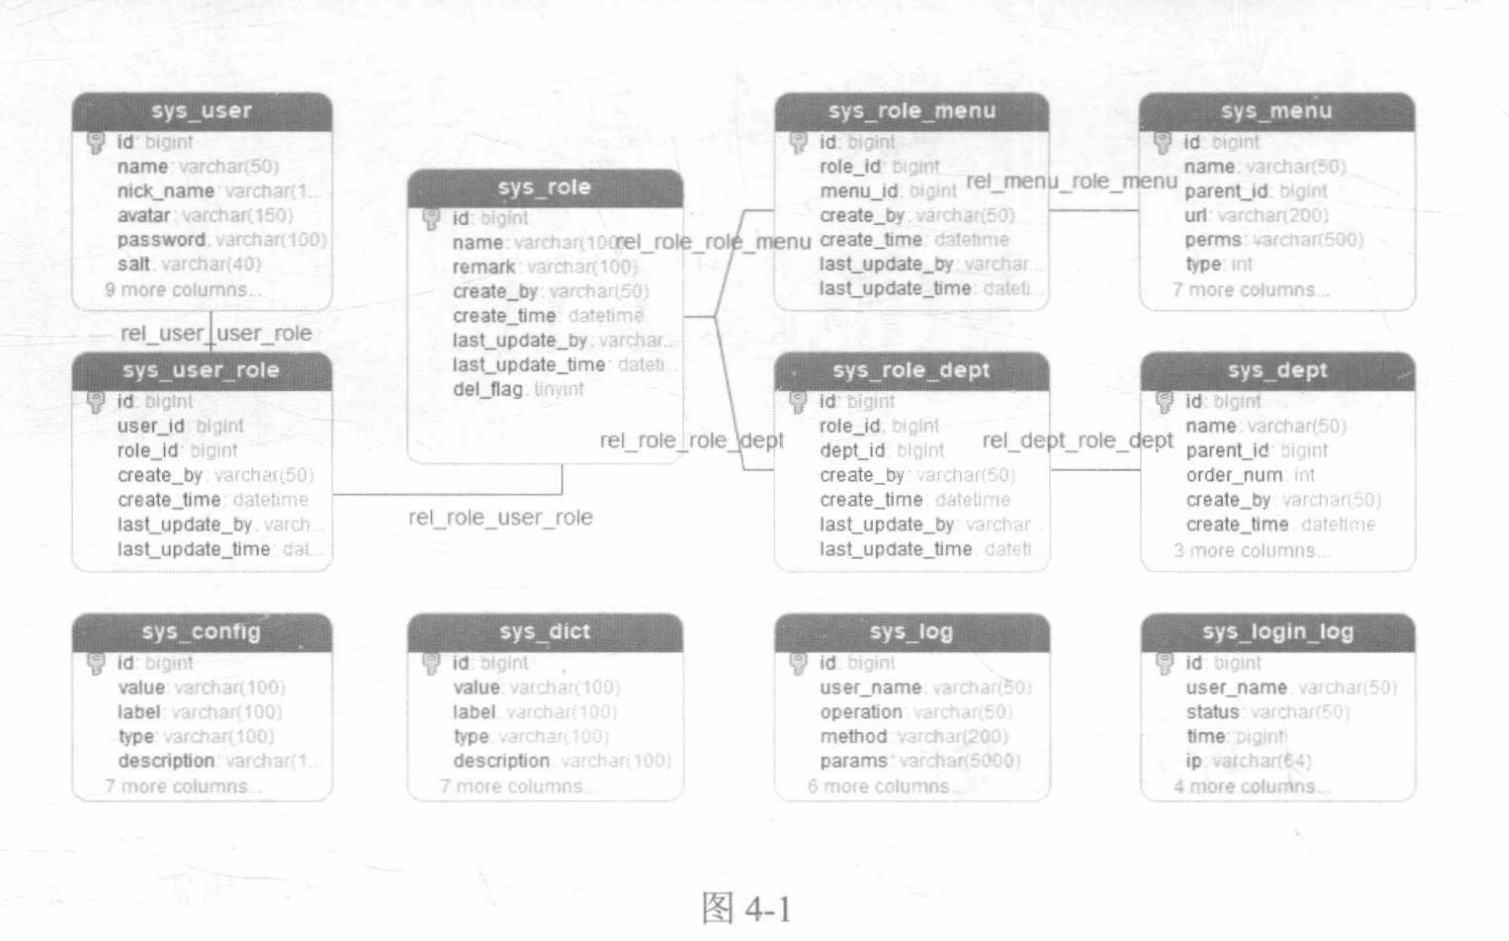 sys_user
id: bigint
name: varchar(50)
nick_name: varchar(1...
avatar: varchar(150)
password: varchar(100)
salt: varchar(40)
9 more columns...
rel_user_user_role
sys_user_role
id: bigint
user_id: bigint
role_id: bigint
create_by: varchar(50)
create_time: datetime
last_update_by: varch...
last_update_time: dat...
sys_role
id: bigint
name: varchar(100)
remark: varchar(100)
create_by: varchar(50)
create_time: datetime
last_update_by: varchar...
last_update_time: dateti...
del_flag: tinyint
rel_role_role_menu
rel_role_role_dept
rel_role_user_role
sys_role_menu
id: bigint
role_id: bigint
menu_id: bigint
create_by: varchar(50)
create_time: datetime
last_update_by: varchar...
last_update_time: dateti...
rel_menu_role_menu
sys_menu
id: bigint
name: varchar(50)
parent_id: bigint
url: varchar(200)
perms: varchar(500)
type: int
7 more columns...
sys_role_dept
id: bigint
role_id: bigint
dept_id: bigint
create_by: varchar(50)
create_time: datetime
last_update_by: varchar...
last_update_time: dateti...
rel_dept_role_dept
sys_dept
id: bigint
name: varchar(50)
parent_id: bigint
order_num: int
create_by: varchar(50)
create_time: datetime
3 more columns...
sys_config
id: bigint
value: varchar(100)
label: varchar(100)
type: varchar(100)
description: varchar(1...
7 more columns...
sys_dict
id: bigint
value: varchar(100)
label: varchar(100)
type: varchar(100)
description: varchar(100)
7 more columns...
sys_log
id: bigint
user_name: varchar(50)
operation: varchar(50)
method: varchar(200)
params: varchar(5000)
6 more columns...
sys_login_log
id: bigint
user_name: varchar(50)
status: varchar(50)
time: bigint
ip: varchar(64)
4 more columns...
图 4-1